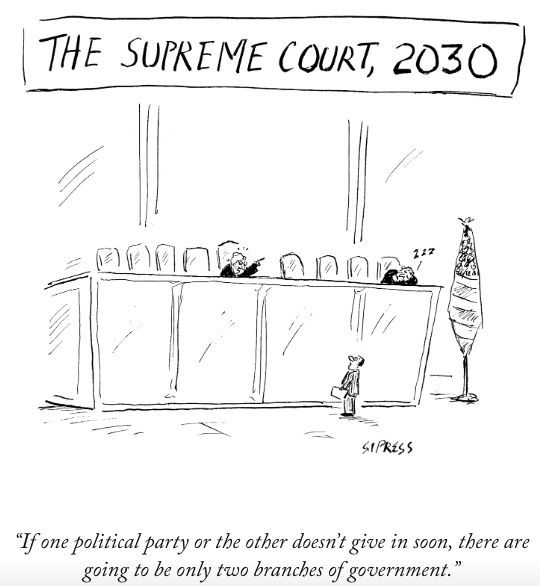 THE SUPREME COURT, 2030
zzz
SIPRESS
“If one political party or the other doesn’t give in soon, there are
going to be only two branches of government.”